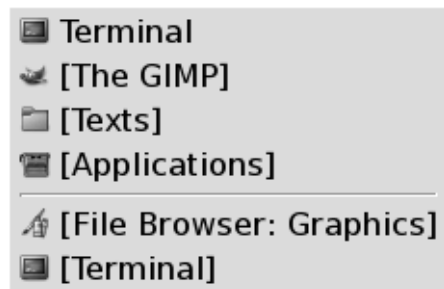 Terminal
[The GIMP]
[Texts]
[Applications]
[File Browser: Graphics]
[Terminal]